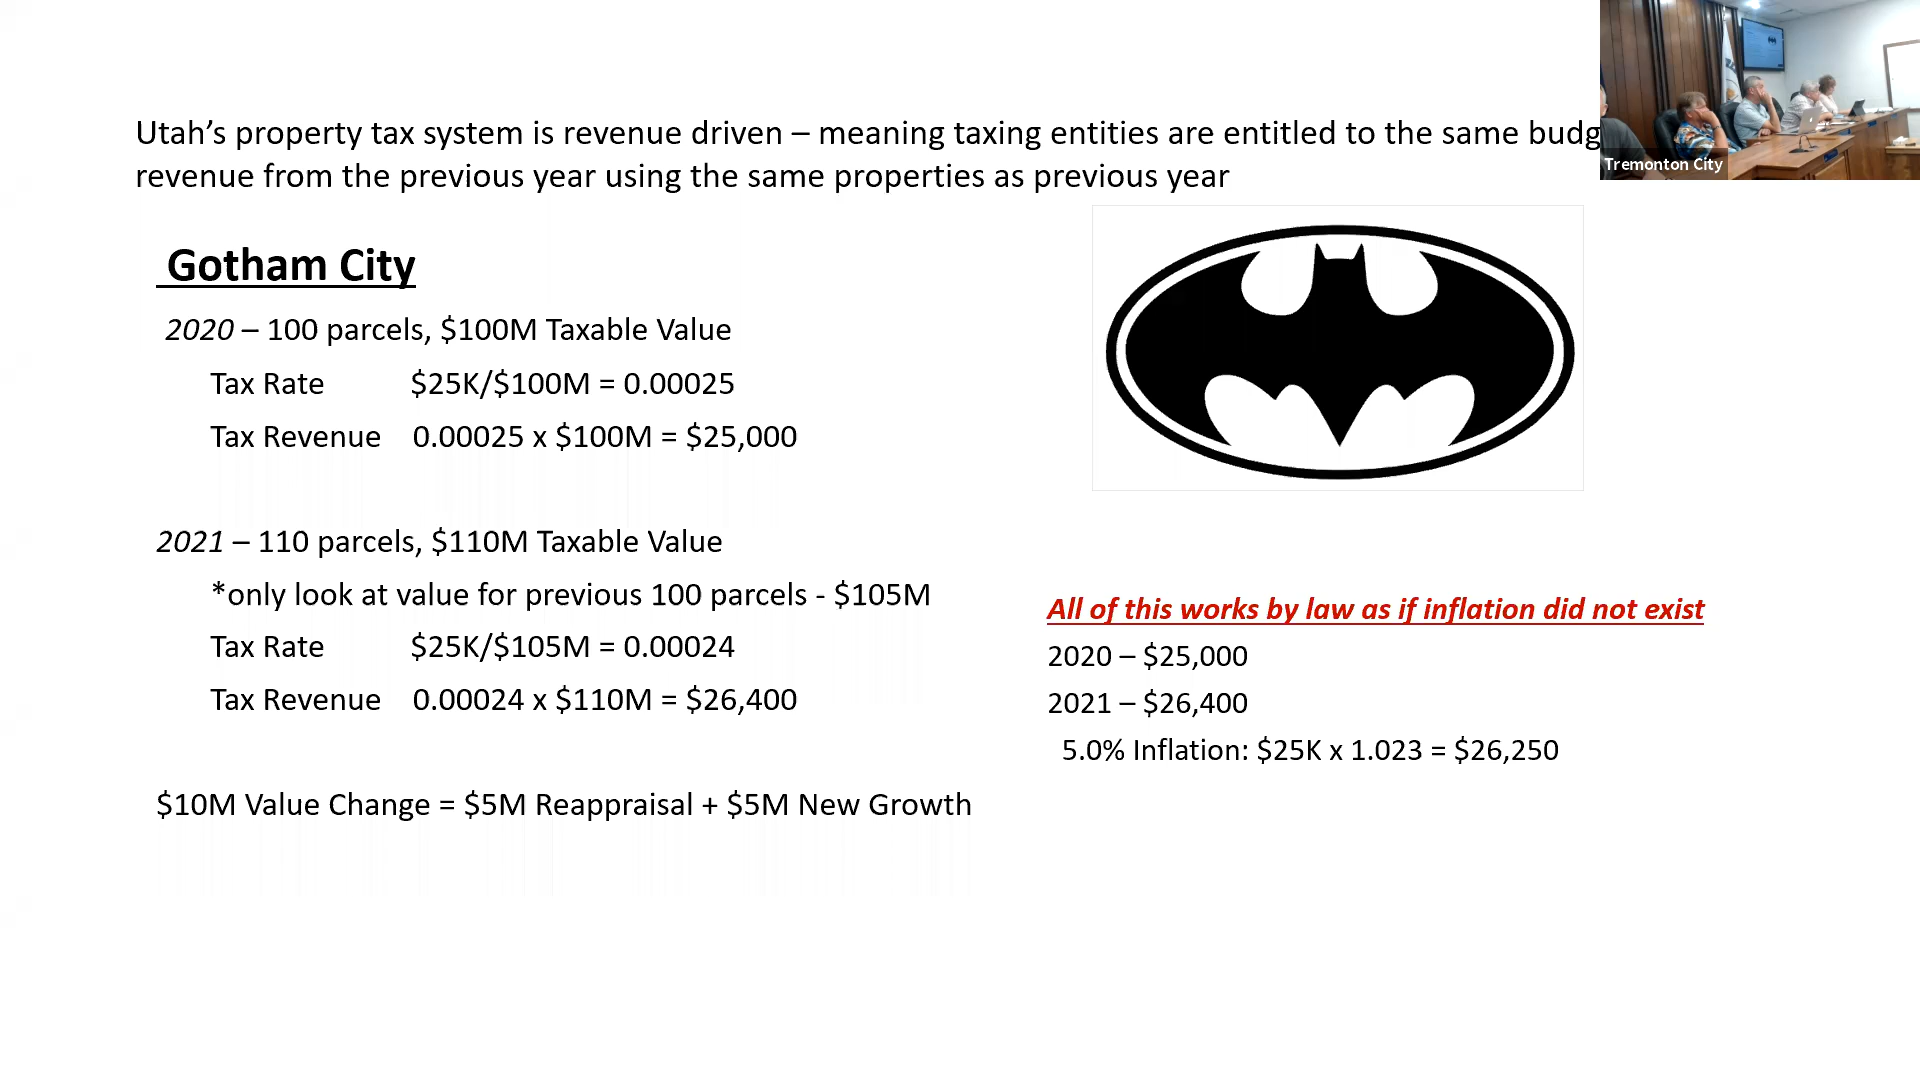 Utah’s property tax system is revenue driven – meaning taxing entities are entitled to the same budg
revenue from the previous year using the same properties as previous year
Tremonton City
Gotham City
2020 – 100 parcels, $100M Taxable Value
Tax Rate $25K/$100M = 0.00025
Tax Revenue 0.00025 x $100M = $25,000
2021 – 110 parcels, $110M Taxable Value
*only look at value for previous 100 parcels - $105M
Tax Rate $25K/$105M = 0.00024
Tax Revenue 0.00024 x $110M = $26,400
$10M Value Change = $5M Reappraisal + $5M New Growth
All of this works by law as if inflation did not exist
2020 – $25,000
2021 – $26,400
5.0% Inflation: $25K x 1.023 = $26,250